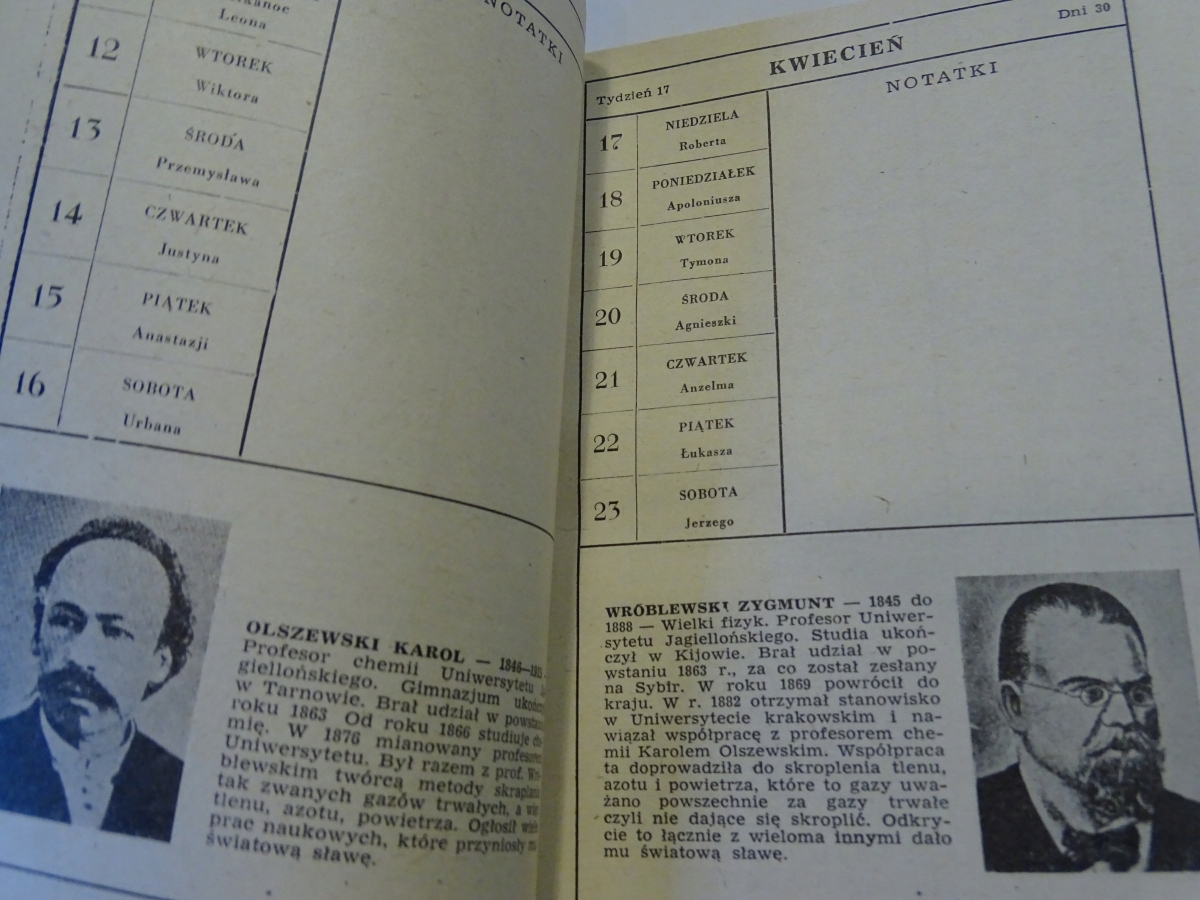 Leona
NOTATKI
12
WTOREK
Wiktora
13
ŚRODA
Przemysława
14
CZWARTEK
Justyna
15
PIĄTEK
Anastazji
16
SOBOTA
Urbana
OLSZEWSKI KAROL — 1846—
Profesor chemii Uniwersytetu
giellońskiego. Gimnazjum
w Tarnowie. Brał udział w
roku 1863 Od roku 1866 studiuje
mię. W 1876 mianowany
Uniwersytetu. Był razem z prof.
blewskim twórcą metody
tak zwanych gazów trwałych, a
tlenu, azotu, powietrza. Ogłosił
prac naukowych, które przyniosły
światową sławę.
KWIECIEŃ
Dni 30
Tydzień 17
NOTATKI
17
NIEDZIELA
Roberta
18
PONIEDZIAŁEK
Apoloniusza
19
WTOREK
Tymona
20
ŚRODA
Agnieszki
21
CZWARTEK
Anzelma
22
PIĄTEK
Łukasza
23
SOBOTA
Jerzego
WRÓBLEWSKI ZYGMUNT — 1845 do
1888 — Wielki fizyk. Profesor Uniwer-
sytetu Jagiellońskiego. Studia ukoń-
czył w Kijowie. Brał udział w po-
wstaniu 1863 r., za co został zesłany
na Sybir. W roku 1869 powrócił do
kraju. W r. 1882 otrzymał stanowisko
w Uniwersytecie krakowskim i na-
wiązał współpracę z profesorem che-
mii Karolem Olszewskim. Współpraca
ta doprowadziła do skroplenia tlenu,
azotu i powietrza, które to gazy uwa-
żano powszechnie za gazy trwałe
czyli nie dające się skroplić. Odkry-
cie to łącznie z wieloma innymi dało
mu światową sławę.